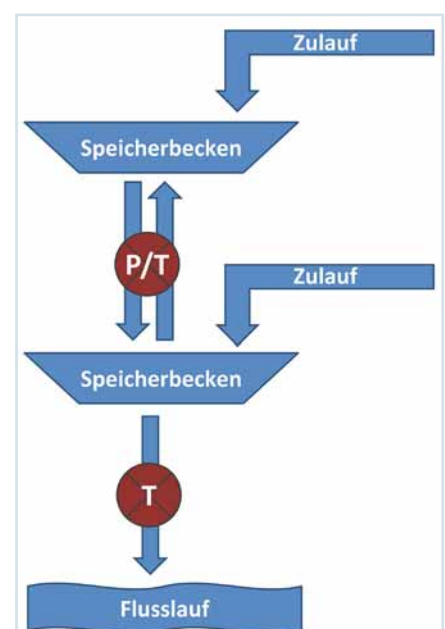 Zulauf
Speicherbecken
P/T
Zulauf
Speicherbecken
T
Flusslauf